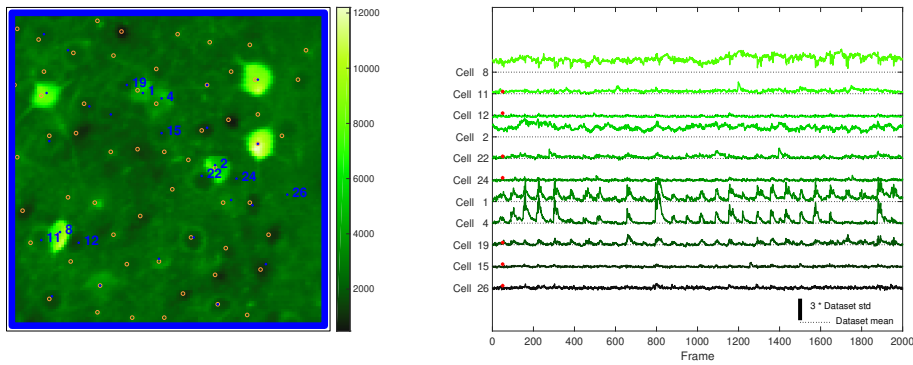 19
1
4
15
2
22
24
26
8
11
12
12000
10000
8000
6000
4000
2000
Cell 8
Cell 11
Cell 12
Cell 2
Cell 22
Cell 24
Cell 1
Cell 4
Cell 19
Cell 15
Cell 26
3 * Dataset std
Dataset mean
0 200 400 600 800 1000 1200 1400 1600 1800 2000
Frame